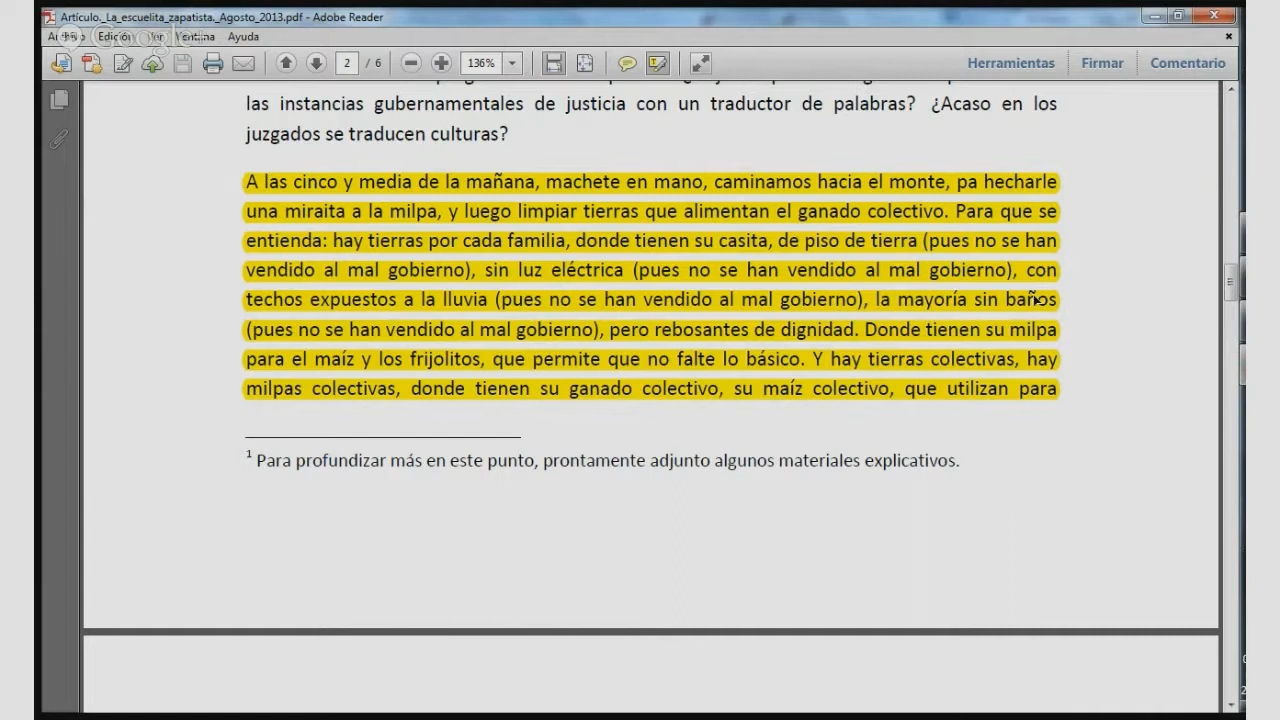 Artículo._La_escuelita_zapatista._Agosto_2013.pdf - Adobe Reader
Edición Ventana Ayuda
Google
2 / 6 136% Herramientas Firmar Comentario
las instancias gubernamentales de justicia con un traductor de palabras? ¿Acaso en los
juzgados se traducen culturas?
A las cinco y media de la mañana, machete en mano, caminamos hacia el monte, pa hecharle
una miraita a la milpa, y luego limpiar tierras que alimentan el ganado colectivo. Para que se
entienda: hay tierras por cada familia, donde tienen su casita, de piso de tierra (pues no se han
vendido al mal gobierno), sin luz eléctrica (pues no se han vendido al mal gobierno), con
techos expuestos a la lluvia (pues no se han vendido al mal gobierno), la mayoría sin baños
(pues no se han vendido al mal gobierno), pero rebosantes de dignidad. Donde tienen su milpa
para el maíz y los frijolitos, que permite que no falte lo básico. Y hay tierras colectivas, hay
milpas colectivas, donde tienen su ganado colectivo, su maíz colectivo, que utilizan para
1 Para profundizar más en este punto, prontamente adjunto algunos materiales explicativos.